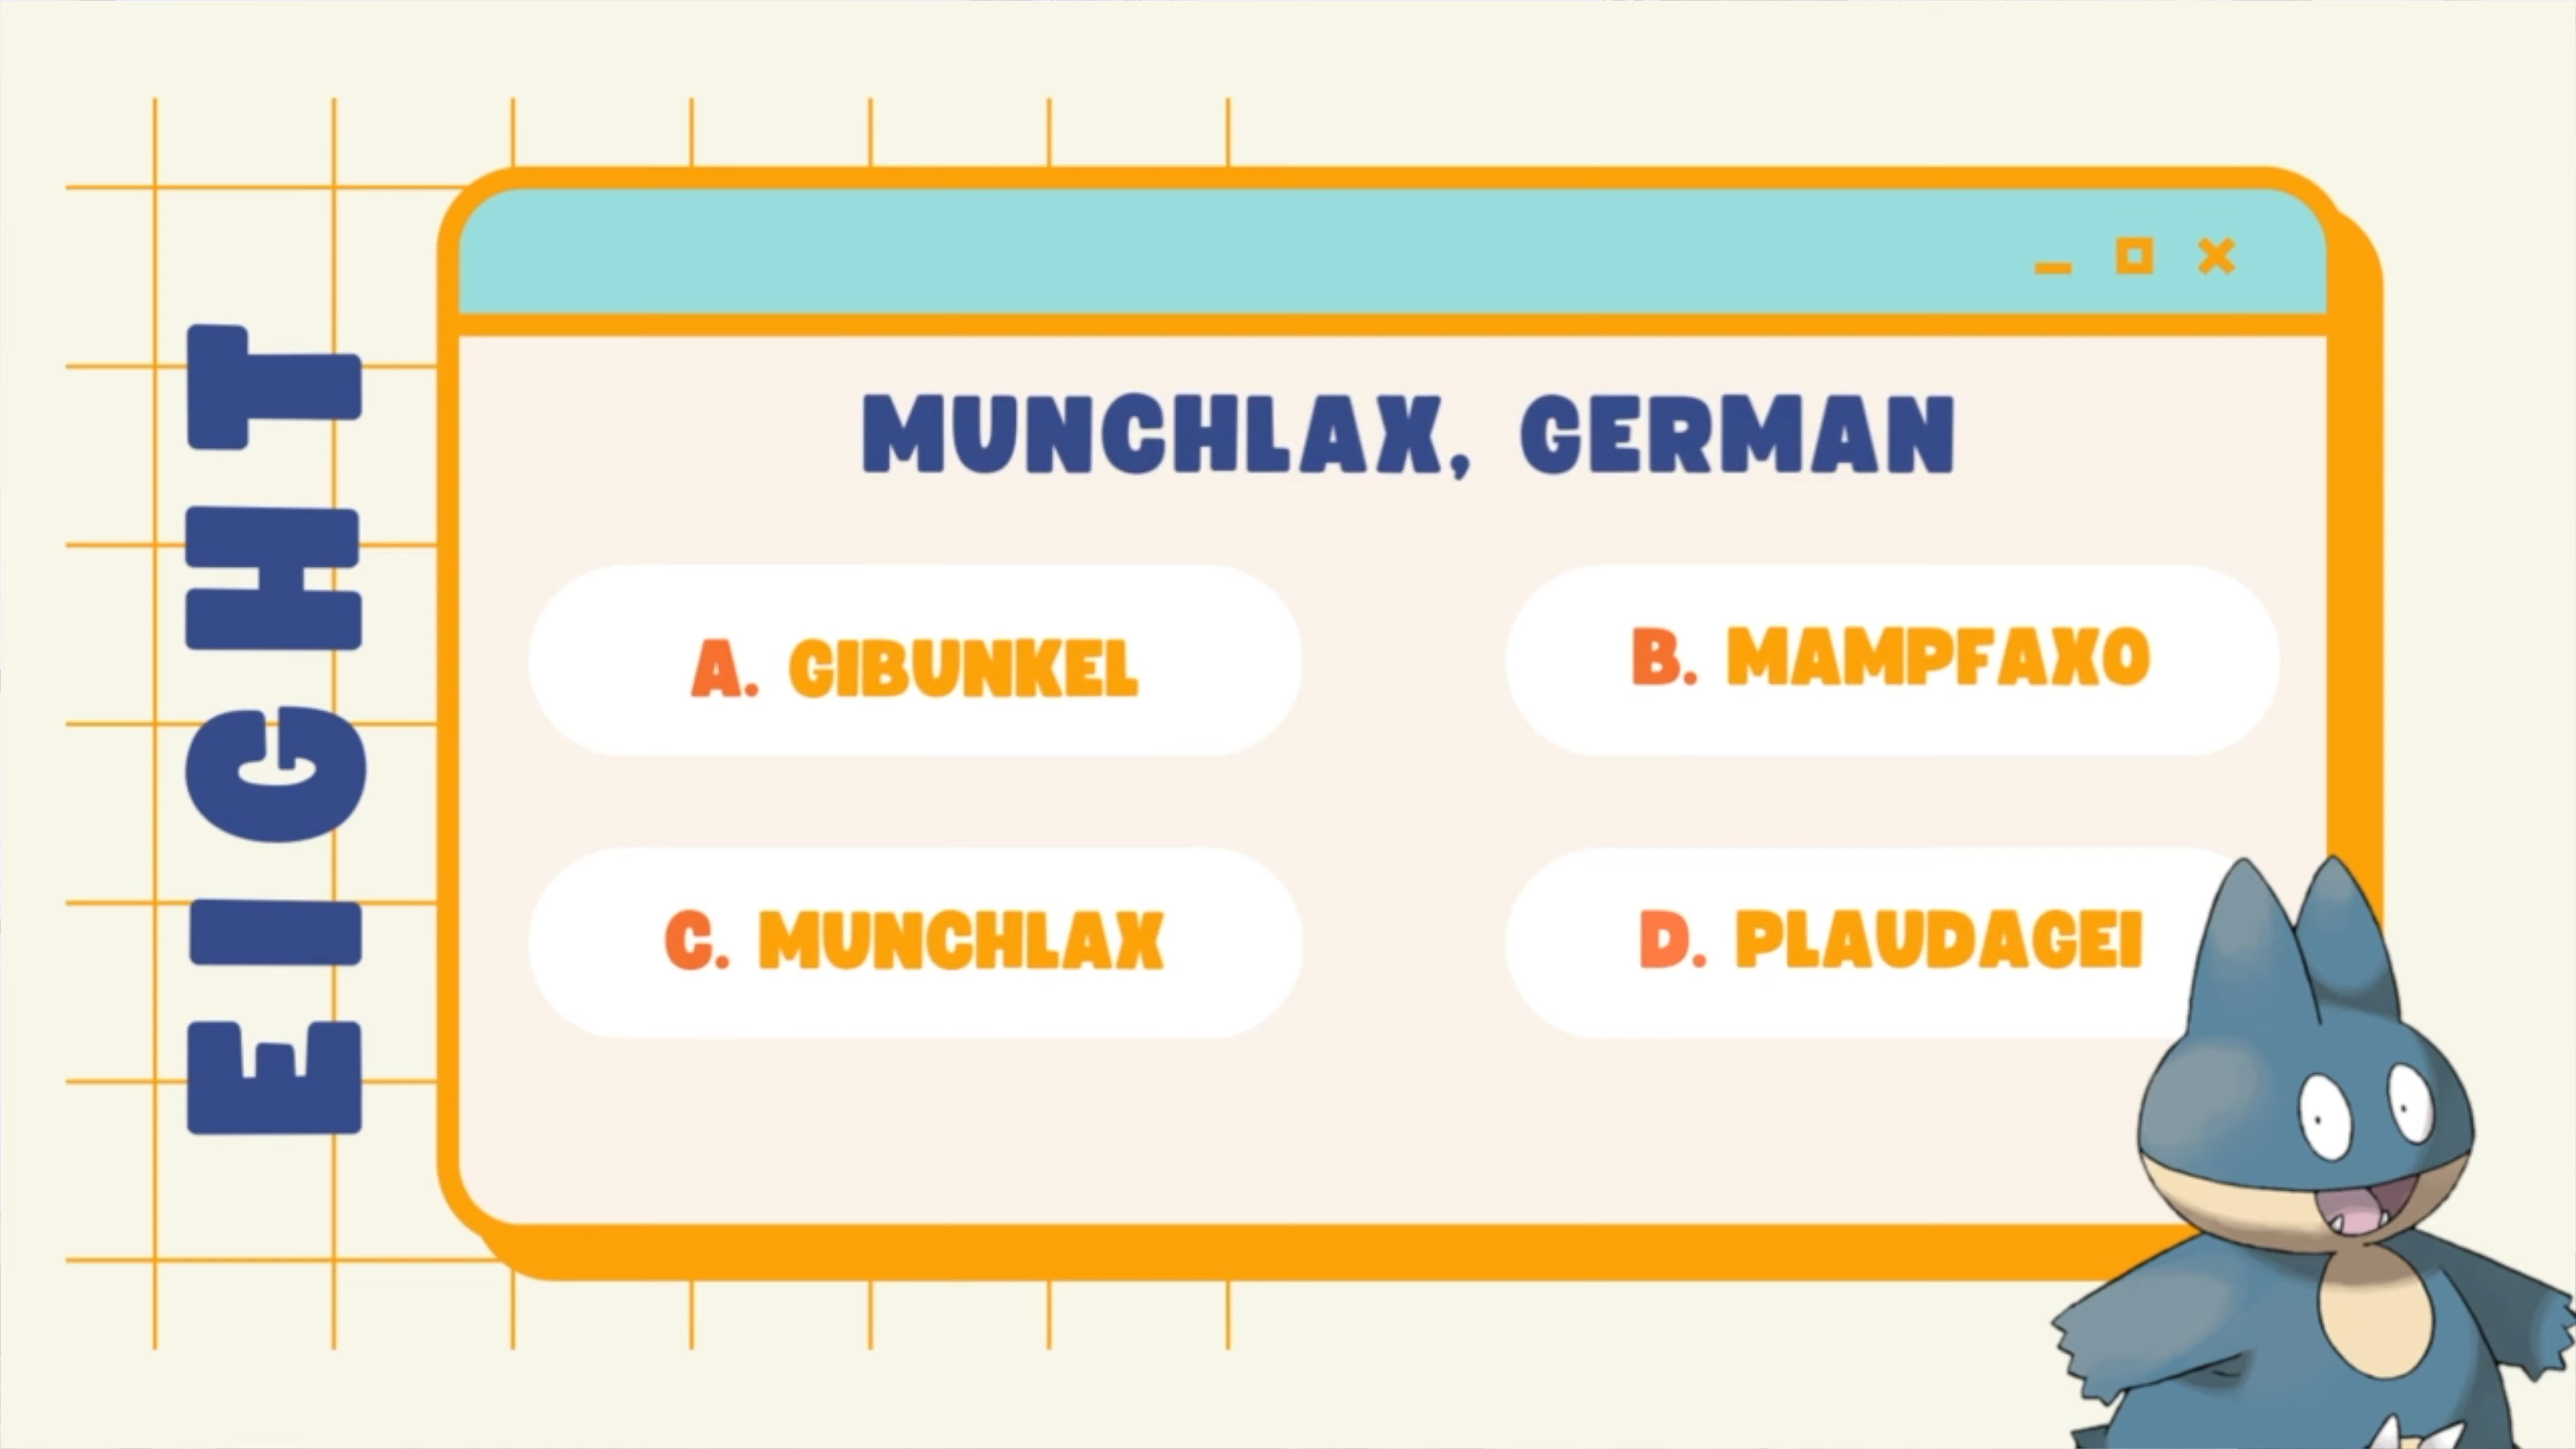 EIGHT
MUNCHLAX, GERMAN
A. GIBUNKEL
B. MAMPFAXO
C. MUNCHLAX
D. PLAUDAGEI